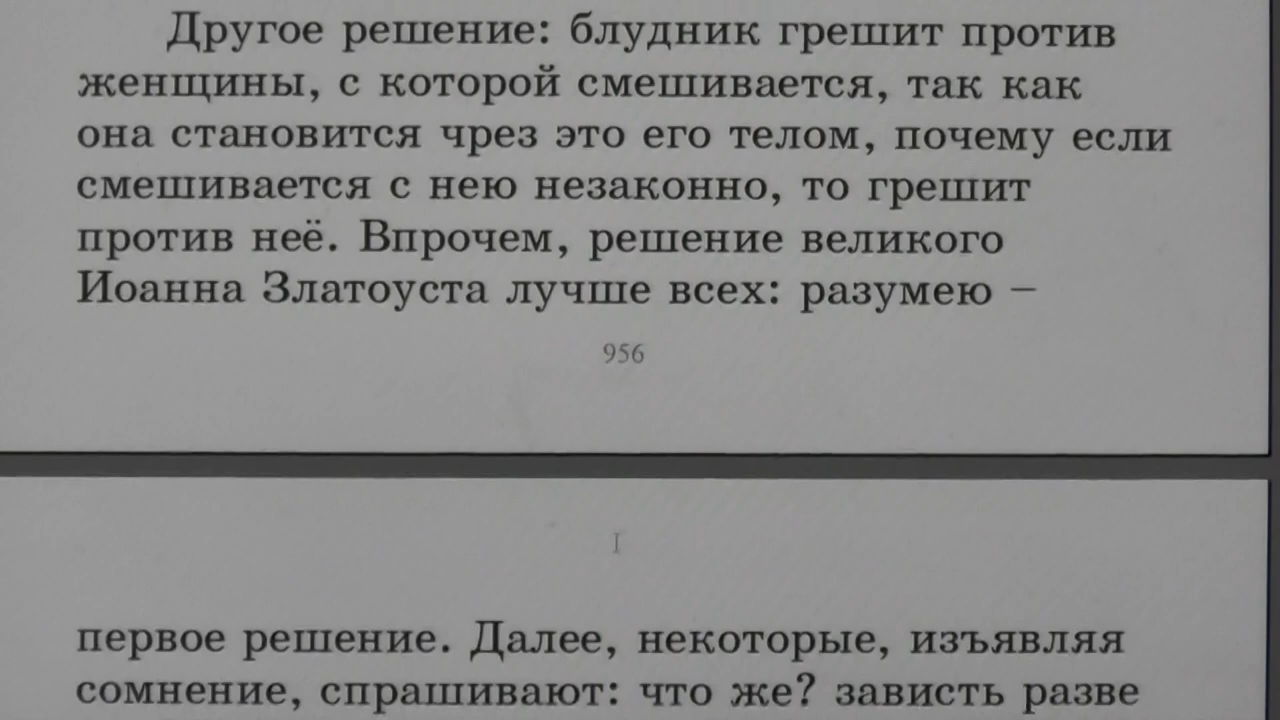 Другое решение: блудник грешит против
женщины, с которой смешивается, так как
она становится чрез это его телом, почему если
смешивается с нею незаконно, то грешит
против неё. Впрочем, решение великого
Иоанна Златоуста лучше всех: разумею –
956
первое решение. Далее, некоторые, изъявляя
сомнение, спрашивают: что же? зависть разве